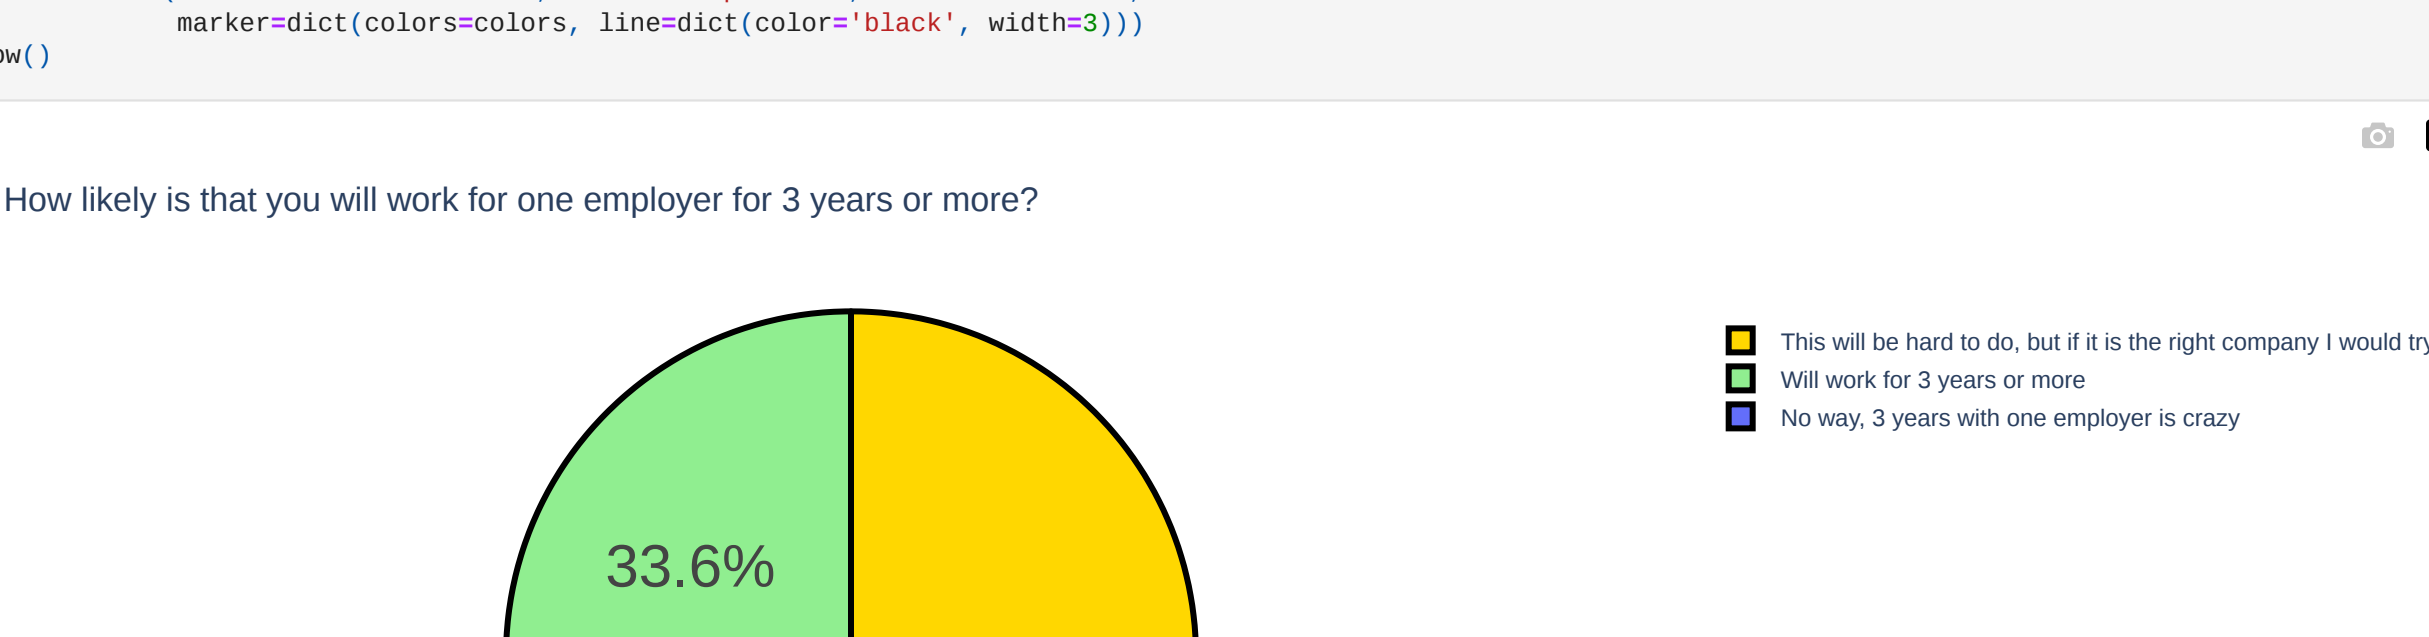 marker=dict(colors=colors, line=dict(color='black', width=3)))
ow()
How likely is that you will work for one employer for 3 years or more?
This will be hard to do, but if it is the right company I would try
Will work for 3 years or more
No way, 3 years with one employer is crazy
33.6%